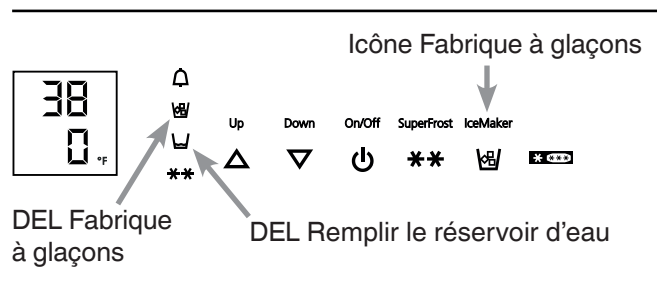 Icône Fabrique à glaçons
38
0 °F
Up Down On/Off SuperFrost IceMaker
DEL Fabrique
à glaçons
DEL Remplir le réservoir d'eau